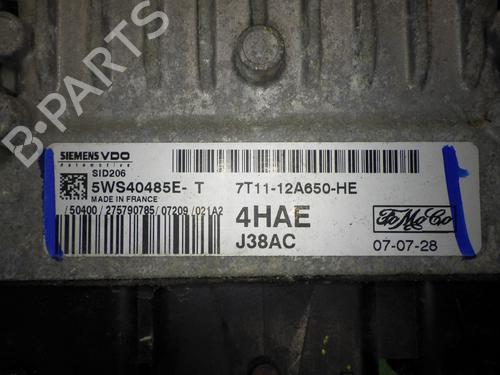 B-PARTS
SIEMENS VDO
Automotive
SID206
5WS40485E- T
MADE IN FRANCE
/50400 / 275790785 / 07209 / 021A2
7T11-12A650-HE
4HAE
J38AC
FoMoCo
07-07-28